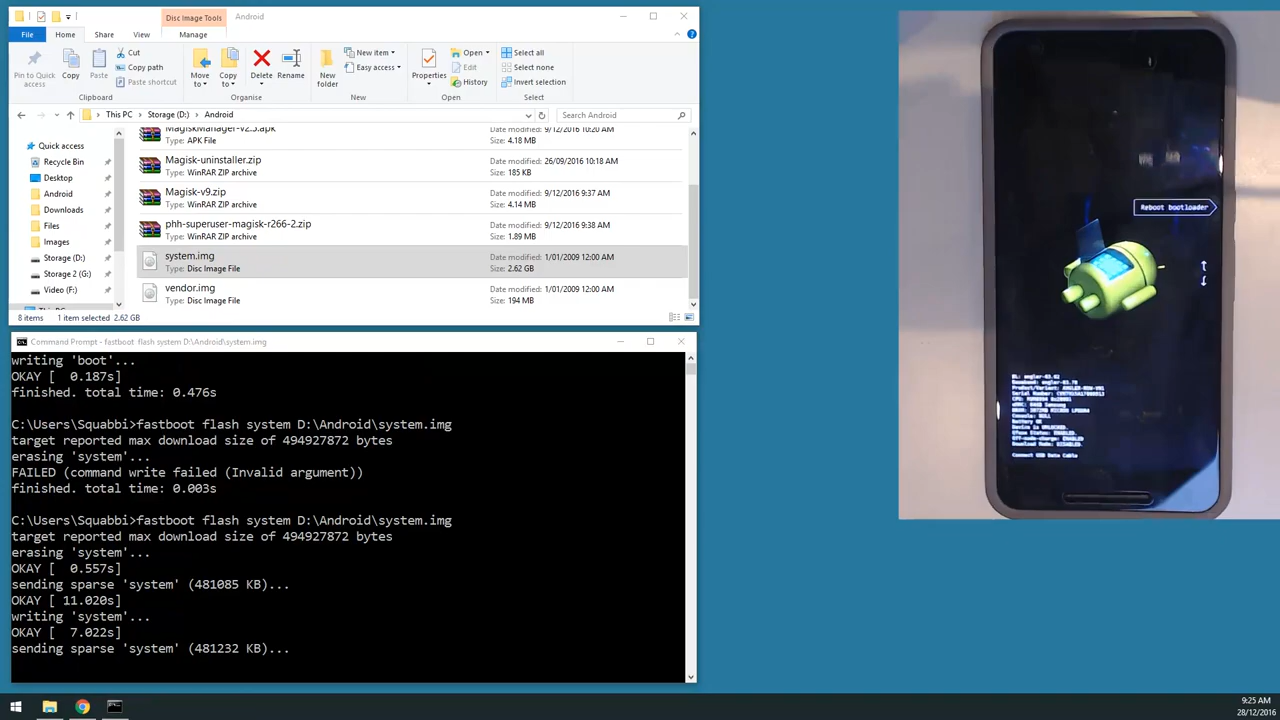 Disc Image Tools
Android
File
Home
Share
View
Manage
Pin to Quick access
Copy
Paste
Cut
Copy path
Paste shortcut
Clipboard
Move to
Copy to
Delete
Rename
Organise
New folder
New item
Easy access
New
Properties
Open
Edit
History
Open
Select all
Select none
Invert selection
Select
This PC
Storage (D:)
Android
Search Android
Quick access
Recycle Bin
Desktop
Android
Downloads
Files
Images
Storage (D:)
Storage 2 (G:)
Video (F:)
MagiskManager-v2.5.apk
Type: APK File
Date modified: 9/12/2016 10:20 AM
Size: 4.18 MB
Magisk-uninstaller.zip
Type: WinRAR ZIP archive
Date modified: 26/09/2016 10:18 AM
Size: 185 KB
Magisk-v9.zip
Type: WinRAR ZIP archive
Date modified: 9/12/2016 9:37 AM
Size: 4.14 MB
phh-superuser-magisk-r266-2.zip
Type: WinRAR ZIP archive
Date modified: 9/12/2016 9:38 AM
Size: 1.89 MB
system.img
Type: Disc Image File
Date modified: 1/01/2009 12:00 AM
Size: 2.62 GB
vendor.img
Type: Disc Image File
Date modified: 1/01/2009 12:00 AM
Size: 194 MB
8 items
1 item selected 2.62 GB
Command Prompt - fastboot flash system D:\Android\system.img
writing 'boot'...
OKAY [  0.187s]
finished. total time: 0.476s
C:\Users\Squabbi>fastboot flash system D:\Android\system.img
target reported max download size of 494927872 bytes
erasing 'system'...
FAILED (command write failed (Invalid argument))
finished. total time: 0.003s
C:\Users\Squabbi>fastboot flash system D:\Android\system.img
target reported max download size of 494927872 bytes
erasing 'system'...
OKAY [  0.557s]
sending sparse 'system' (481085 KB)...
OKAY [ 11.020s]
writing 'system'...
OKAY [  7.022s]
sending sparse 'system' (481232 KB)...
Reboot bootloader
Connect USB Data Cable
9:25 AM
28/12/2016